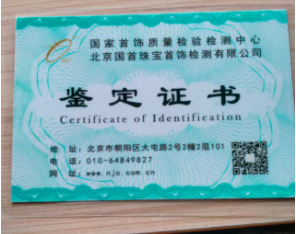 国家首饰质量检验检测中心
北京国首珠宝首饰检测有限公司
鉴定证书
Certificate of Identification
地 址: 北京市朝阳区大屯路2号2幢2层101
电 话: 010-64849827
网 址: www.njc.com.cn